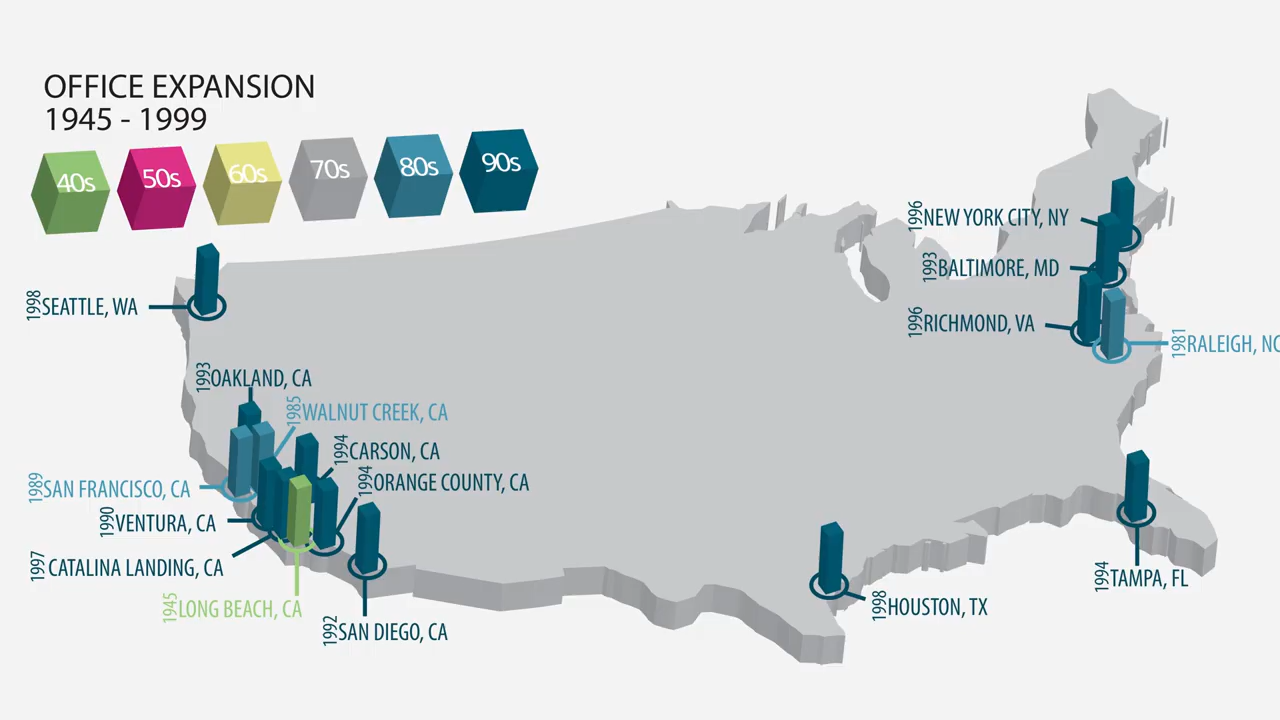 OFFICE EXPANSION
1945 - 1999
40s
50s
60s
70s
80s
90s
1996 NEW YORK CITY, NY
1993 BALTIMORE, MD
1998 SEATTLE, WA
1996 RICHMOND, VA
1981 RALEIGH, NC
1993 OAKLAND, CA
1985 WALNUT CREEK, CA
1994 CARSON, CA
1994 ORANGE COUNTY, CA
1989 SAN FRANCISCO, CA
1990 VENTURA, CA
1997 CATALINA LANDING, CA
1994 TAMPA, FL
1945 LONG BEACH, CA
1998 HOUSTON, TX
1992 SAN DIEGO, CA